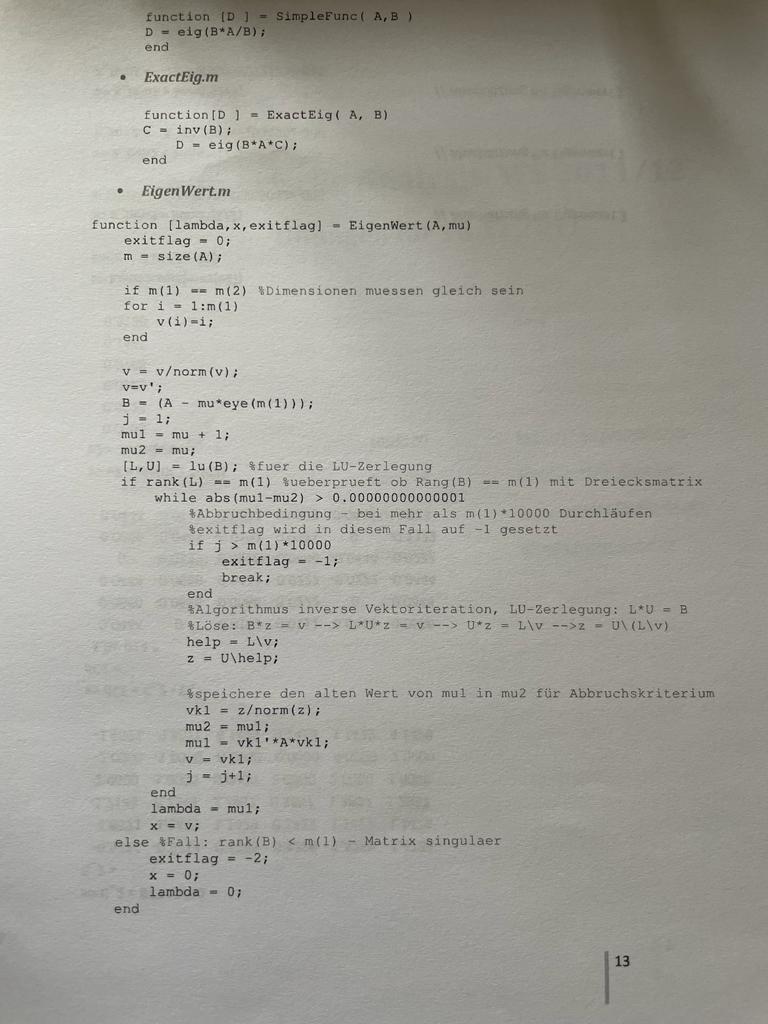 function [D ] = SimpleFunc( A,B )
D = eig(B*A/B);
end
• ExactEig.m
function[D ] = ExactEig( A, B)
C = inv(B);
D = eig(B*A*C);
end
• EigenWert.m
function [lambda,x,exitflag] = EigenWert(A,mu)
exitflag = 0;
m = size(A);
if m(1) == m(2) %Dimensionen muessen gleich sein
for i = 1:m(1)
v(i)=i;
end
v = v/norm(v);
v=v';
B = (A - mu*eye(m(1)));
j = 1;
mu1 = mu + 1;
mu2 = mu;
[L,U] = lu(B); %fuer die LU-Zerlegung
if rank(L) == m(1) %ueberprueft ob Rang(B) == m(1) mit Dreiecksmatrix
while abs(mu1-mu2) > 0.00000000000001
%Abbruchbedingung - bei mehr als m(1)*10000 Durchläufen
%exitflag wird in diesem Fall auf -1 gesetzt
if j > m(1)*10000
exitflag = -1;
break;
end
%Algorithmus inverse Vektoriteration, LU-Zerlegung: L*U = B
%Löse: B*z = v --> L*U*z = v --> U*z = L\v -->z = U\(L\v)
help = L\v;
z = U\help;
%speichere den alten Wert von mu1 in mu2 für Abbruchskriterium
vk1 = z/norm(z);
mu2 = mu1;
mu1 = vk1'*A*vk1;
v = vk1;
j = j+1;
end
lambda = mu1;
x = v;
else %Fall: rank(B) < m(1) - Matrix singulaer
exitflag = -2;
x = 0;
lambda = 0;
end
13